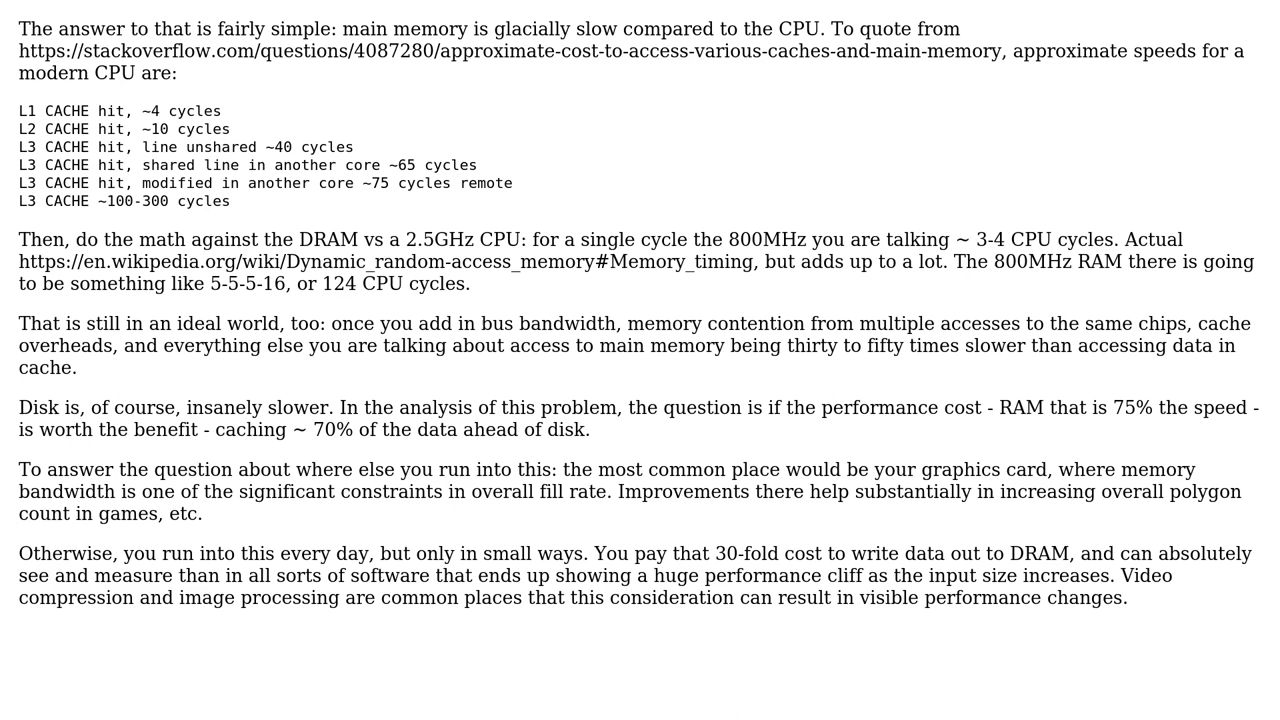 The answer to that is fairly simple: main memory is glacially slow compared to the CPU. To quote from
https://stackoverflow.com/questions/4087280/approximate-cost-to-access-various-caches-and-main-memory, approximate speeds for a
modern CPU are:
L1 CACHE hit, ~4 cycles
L2 CACHE hit, ~10 cycles
L3 CACHE hit, line unshared ~40 cycles
L3 CACHE hit, shared line in another core ~65 cycles
L3 CACHE hit, modified in another core ~75 cycles remote
L3 CACHE ~100-300 cycles
Then, do the math against the DRAM vs a 2.5GHz CPU: for a single cycle the 800MHz you are talking ~ 3-4 CPU cycles. Actual
https://en.wikipedia.org/wiki/Dynamic_random-access_memory#Memory_timing, but adds up to a lot. The 800MHz RAM there is going
to be something like 5-5-5-16, or 124 CPU cycles.
That is still in an ideal world, too: once you add in bus bandwidth, memory contention from multiple accesses to the same chips, cache
overheads, and everything else you are talking about access to main memory being thirty to fifty times slower than accessing data in
cache.
Disk is, of course, insanely slower. In the analysis of this problem, the question is if the performance cost - RAM that is 75% the speed -
is worth the benefit - caching ~ 70% of the data ahead of disk.
To answer the question about where else you run into this: the most common place would be your graphics card, where memory
bandwidth is one of the significant constraints in overall fill rate. Improvements there help substantially in increasing overall polygon
count in games, etc.
Otherwise, you run into this every day, but only in small ways. You pay that 30-fold cost to write data out to DRAM, and can absolutely
see and measure than in all sorts of software that ends up showing a huge performance cliff as the input size increases. Video
compression and image processing are common places that this consideration can result in visible performance changes.